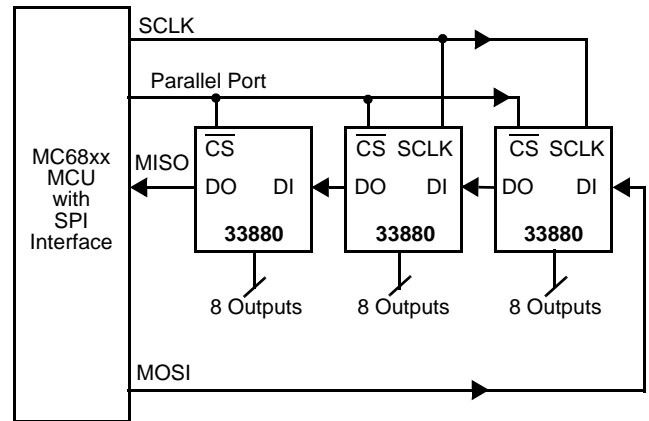 SCLK
Parallel Port
MC68xx
MCU
with
SPI
Interface
MISO
CS
DO DI
33880
8 Outputs
CS SCLK
DO DI
33880
8 Outputs
CS SCLK
DO DI
33880
8 Outputs
MOSI